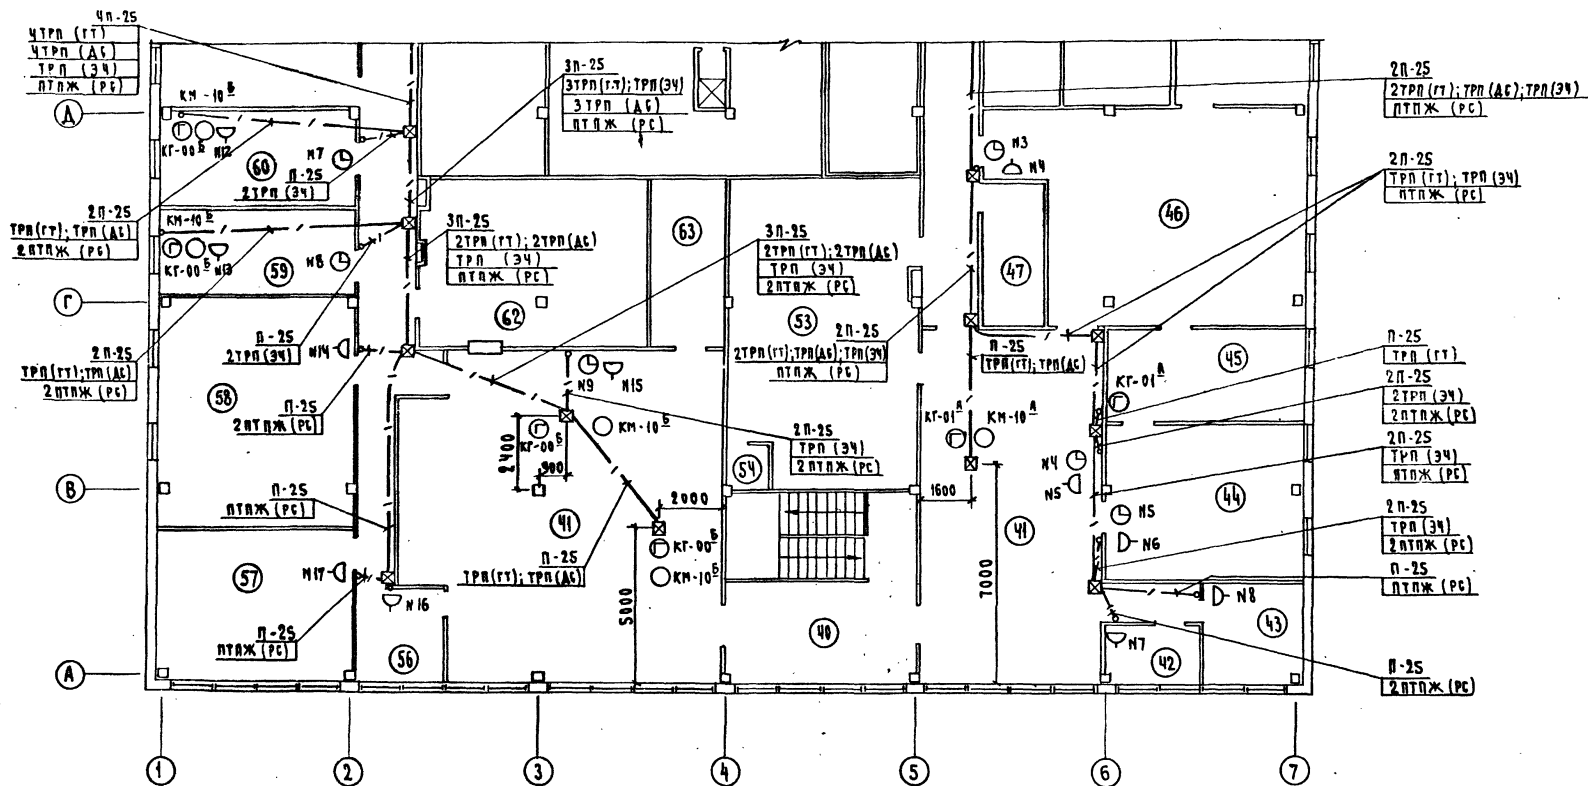 4П-25
4ТРП (ГТ)
4ТРП (ДС)
ТРП (ЭЧ)
ПТПЖ (РС)
3П-25
3ТРП(ГТ); ТРП(ЭЧ)
3ТРП (ДС)
ПТПЖ (РС)
2П-25
2ТРП(ГТ); ТРП(ДС); ТРП(ЭЧ)
ПТПЖ (РС)
Д
КМ-10Б
КГ-00Б
N12
60
N7
П-25
2ТРП (ЭЧ)
N3
N4
2П-25
ТРП(ГТ); ТРП(ЭЧ)
ПТПЖ (РС)
2П-25
ТРП(ГТ); ТРП(ДС)
2ПТПЖ(РС)
КМ-10Б
КГ-00Б
N13
59
N8
3П-25
2ТРП(ГТ); 2ТРП(ДС)
ТРП (ЭЧ)
ПТПЖ (РС)
63
3П-25
2ТРП(ГТ); 2ТРП(ДС)
ТРП (ЭЧ)
2ПТПЖ (РС)
46
47
Г
62
53
П-25
2ТРП(ЭЧ)
N14
2П-25
2ТРП(ГТ); ТРП(ДС); ТРП(ЭЧ)
ПТПЖ (РС)
П-25
ТРП(ГТ); ТРП(ДС)
45
П-25
ТРП (ГТ)
2П-25
ТРП(ГТ); ТРП(ДС)
2ПТПЖ (РС)
58
N9
N15
КГ-01А
2П-25
2ТРП (ЭЧ)
2ПТПЖ(РС)
П-25
2ПТПЖ(РС)
КГ-00Б
КМ-10Б
2400
900
2П-25
ТРП (ЭЧ)
2ПТПЖ (РС)
КГ-01А
КМ-10А
54
N4
N5
2П-25
ТРП (ЭЧ)
ПТПЖ (РС)
В
П-25
ПТПЖ (РС)
2000
1600
44
41
41
N5
N6
2П-25
ТРП (ЭЧ)
2ПТПЖ (РС)
КГ-00Б
КМ-10Б
57
N17
N16
П-25
ТРП(ГТ); ТРП(ДС)
5000
7000
П-25
ПТПЖ (РС)
N8
43
П-25
ПТПЖ (РС)
56
40
N7
42
П-25
2ПТПЖ (РС)
А
1
2
3
4
5
6
7